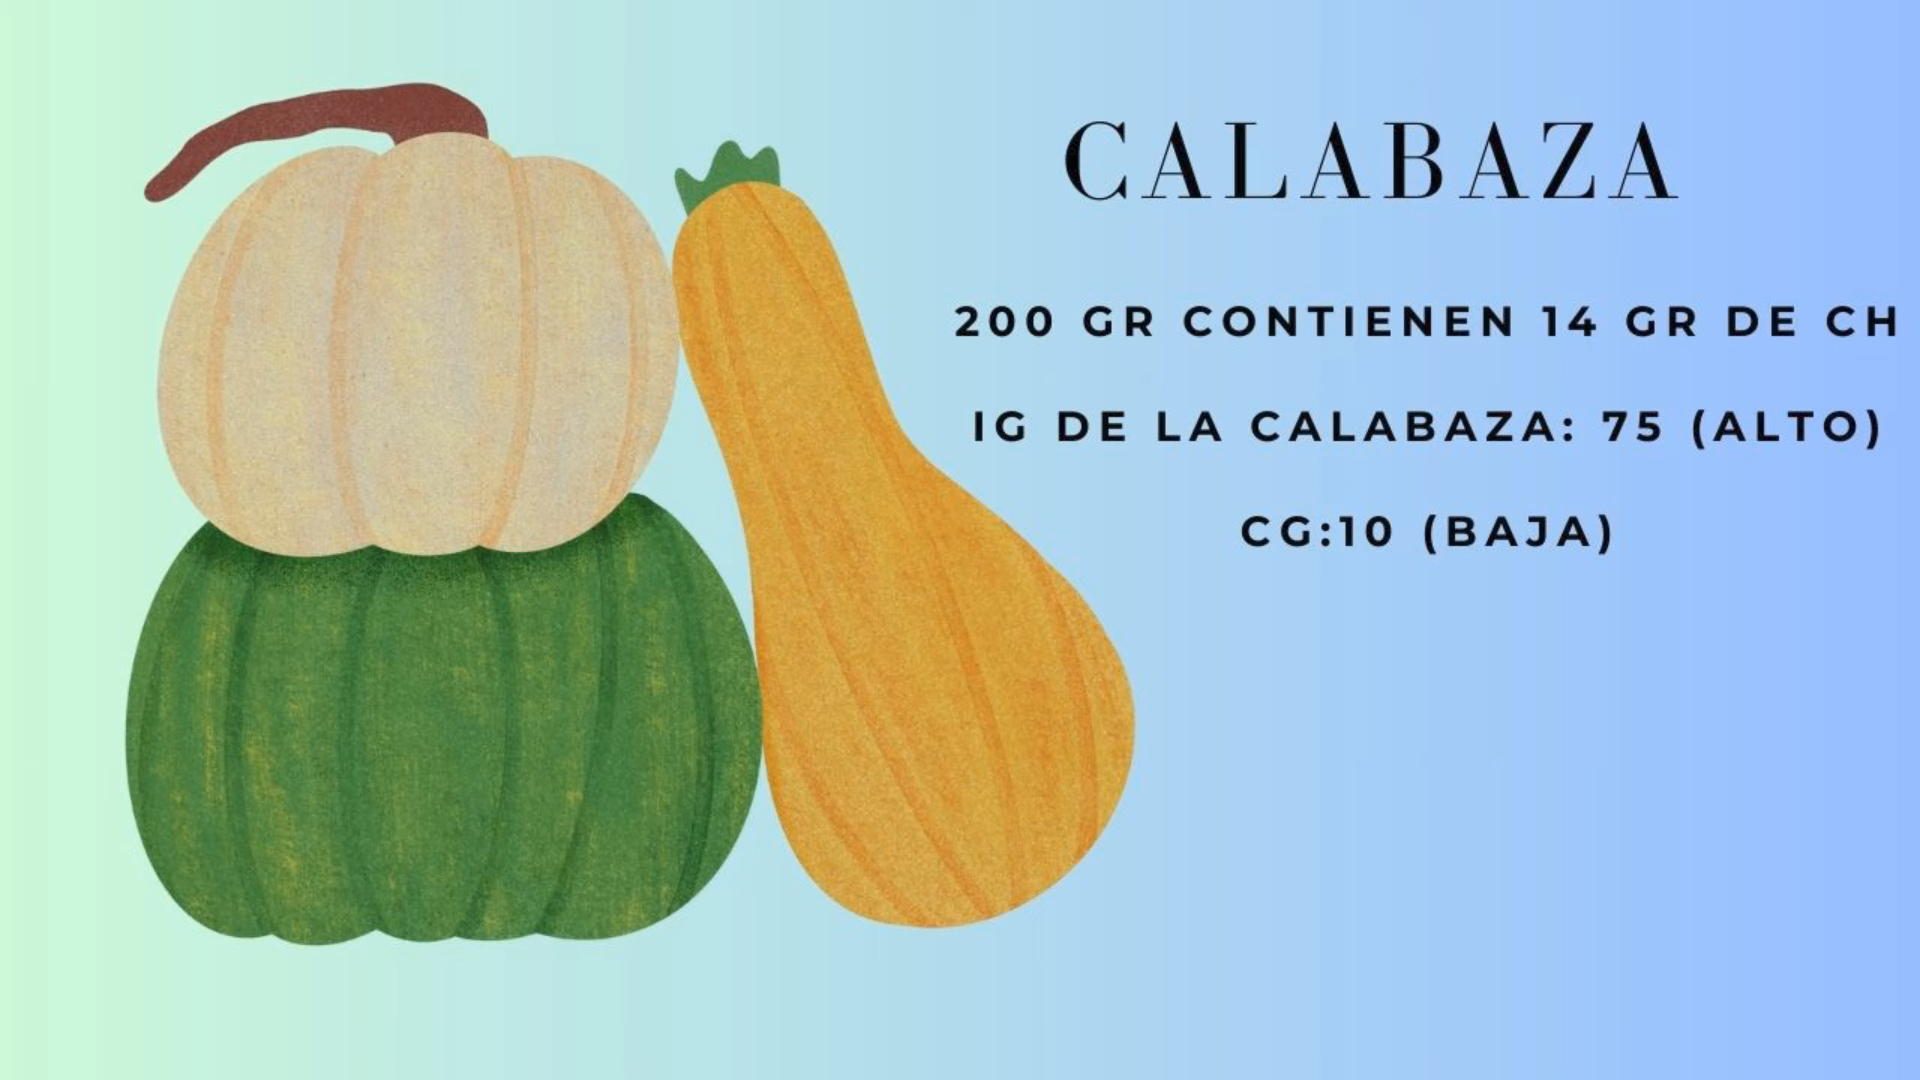 CALABAZA
200 GR CONTIENEN 14 GR DE CH
IG DE LA CALABAZA: 75 (ALTO)
CG:10 (BAJA)